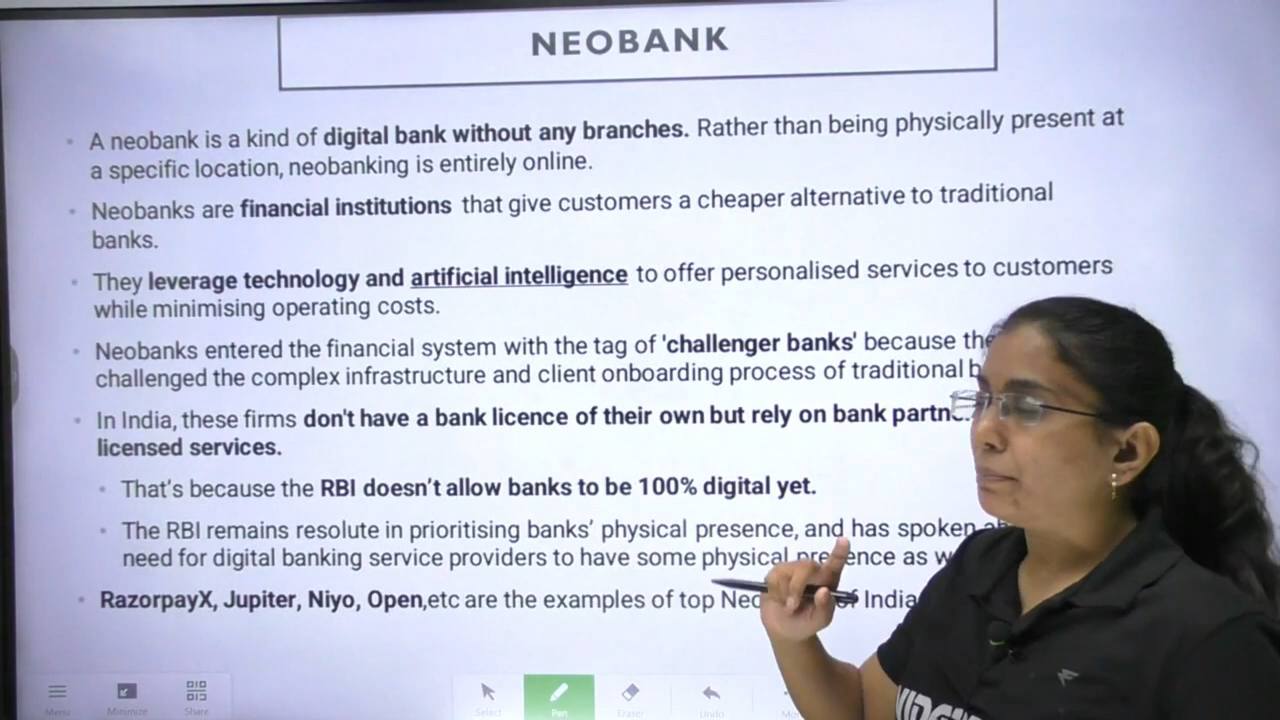 NEOBANK
• A neobank is a kind of digital bank without any branches. Rather than being physically present at
a specific location, neobanking is entirely online.
• Neobanks are financial institutions that give customers a cheaper alternative to traditional
banks.
• They leverage technology and artificial intelligence to offer personalised services to customers
while minimising operating costs.
• Neobanks entered the financial system with the tag of 'challenger banks' because
challenged the complex infrastructure and client onboarding process of traditional
• In India, these firms don't have a bank licence of their own but rely on bank
licensed services.
• That's because the RBI doesn't allow banks to be 100% digital yet.
• The RBI remains resolute in prioritising banks' physical presence, and has spoken
need for digital banking service providers to have some physical presence as
• RazorpayX, Jupiter, Niyo, Open,etc are the examples of top of India
Menu Minimize Share Select Pen Eraser Undo